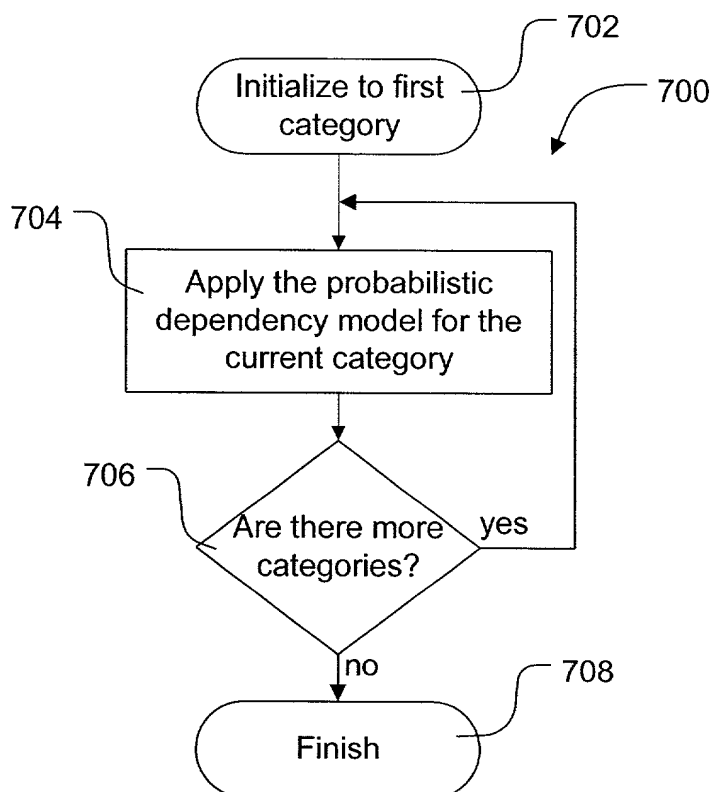 702
Initialize to first
category
700
704
Apply the probabilistic
dependency model for the
current category
706
Are there more
categories?
yes
no
708
Finish